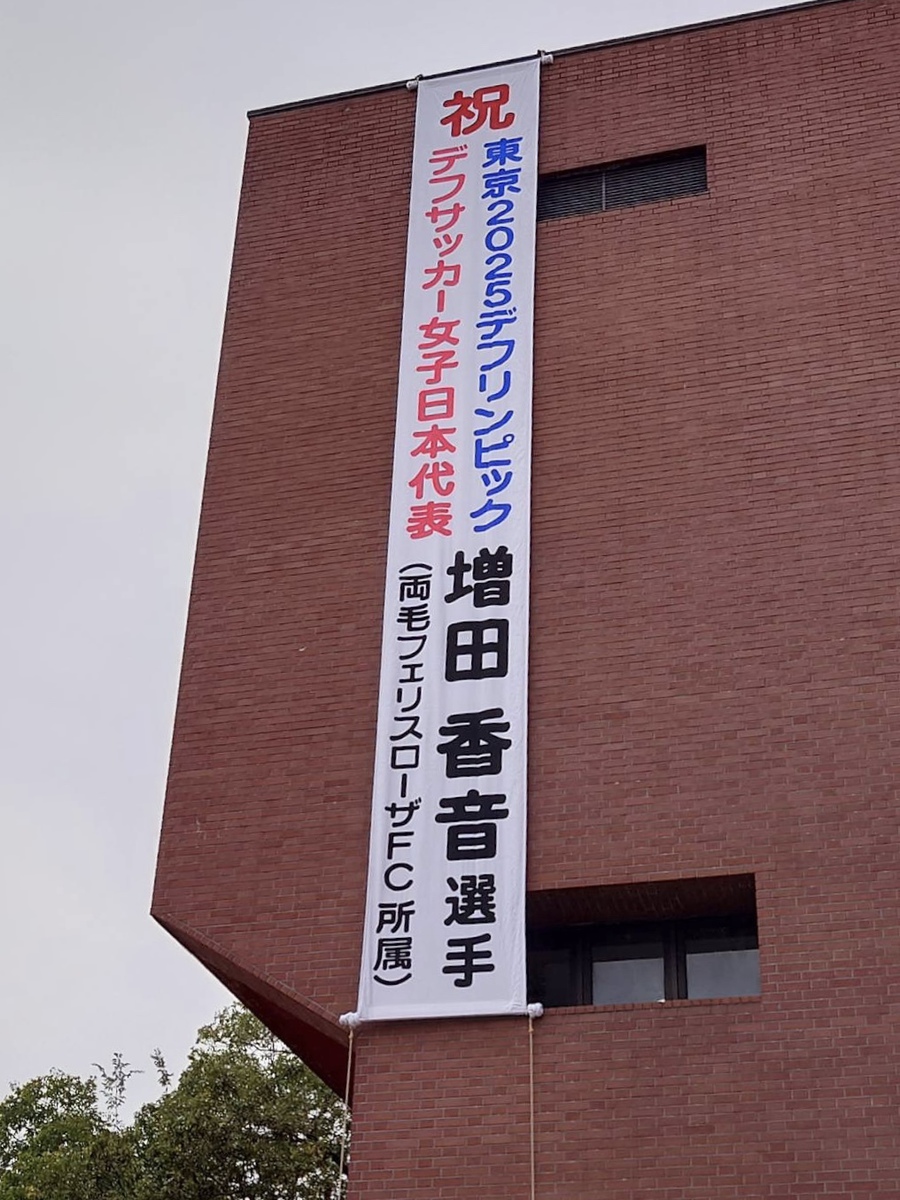 祝
東京2025デフリンピック
デフサッカー女子日本代表
増田 香音 選手
(両毛フェリスローザFC所属)